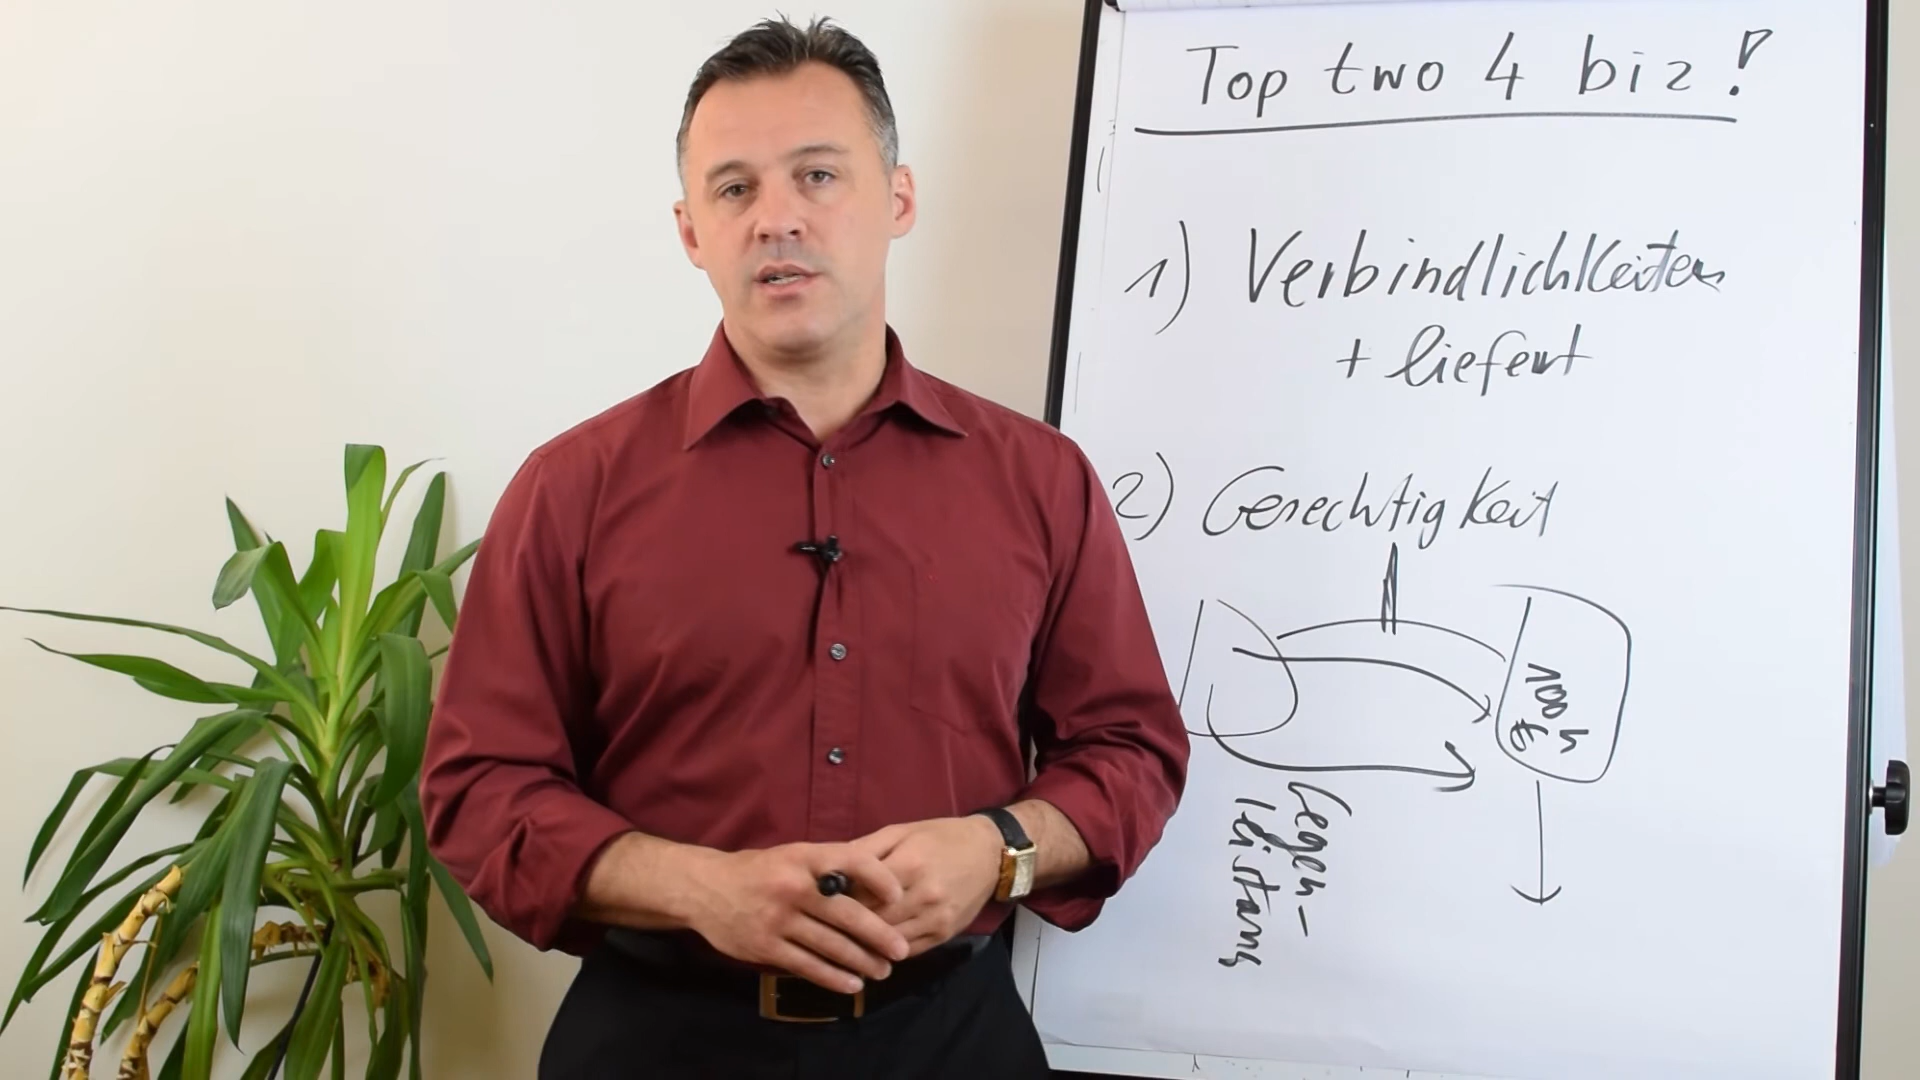 Top two 4 biz!
1) Verbindlichkeiten
+ liefert
2) Gerechtigkeit
100 h
€
Gegen-
leistung